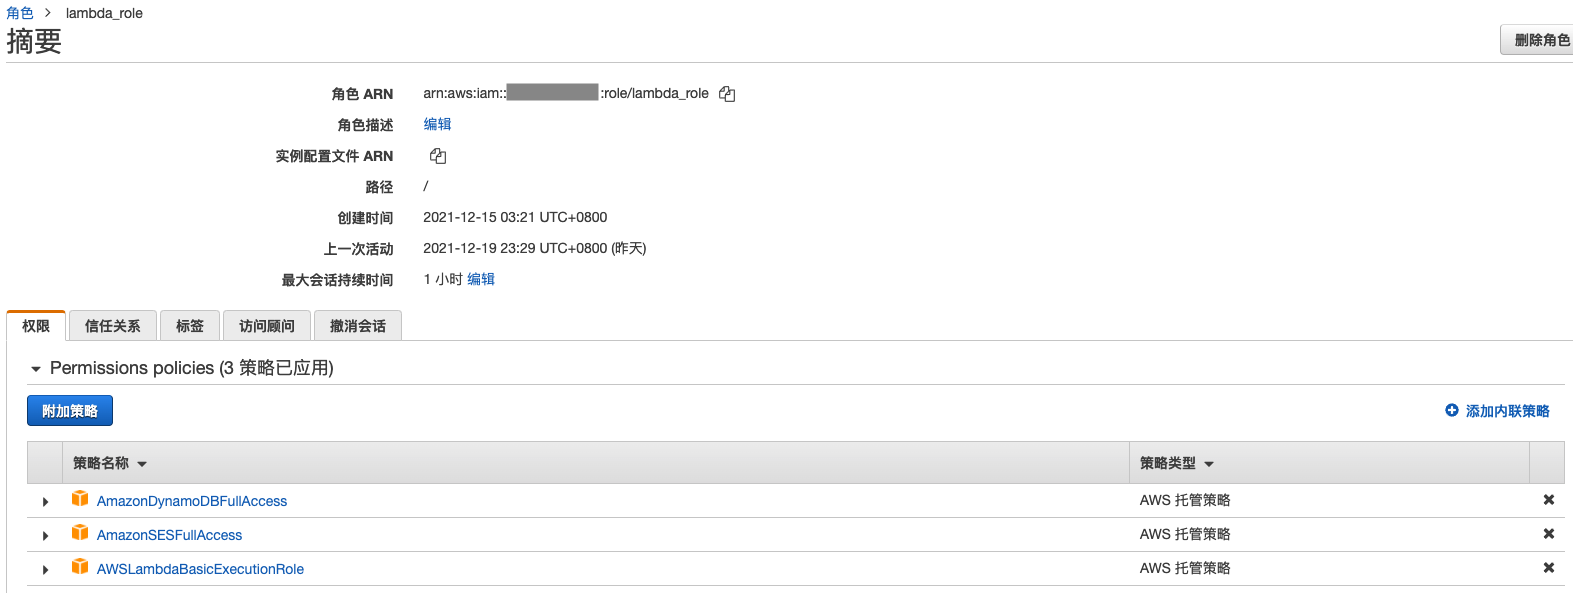 角色 > lambda_role
摘要
删除角色
角色 ARN arn:aws:iam:: :role/lambda_role
角色描述 编辑
实例配置文件 ARN
路径 /
创建时间 2021-12-15 03:21 UTC+0800
上一次活动 2021-12-19 23:29 UTC+0800 (昨天)
最大会话持续时间 1 小时 编辑
权限 信任关系 标签 访问顾问 撤消会话
Permissions policies (3 策略已应用)
附加策略 添加内联策略
策略名称 策略类型
AmazonDynamoDBFullAccess AWS 托管策略
AmazonSESFullAccess AWS 托管策略
AWSLambdaBasicExecutionRole AWS 托管策略